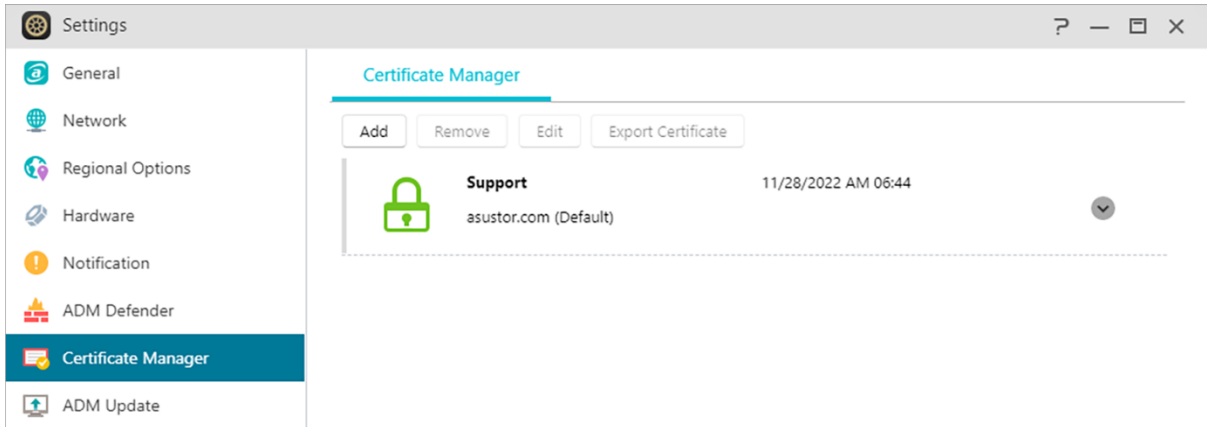 Settings
General
Network
Regional Options
Hardware
Notification
ADM Defender
Certificate Manager
ADM Update
Certificate Manager
Add Remove Edit Export Certificate
Support 11/28/2022 AM 06:44
asustor.com (Default)